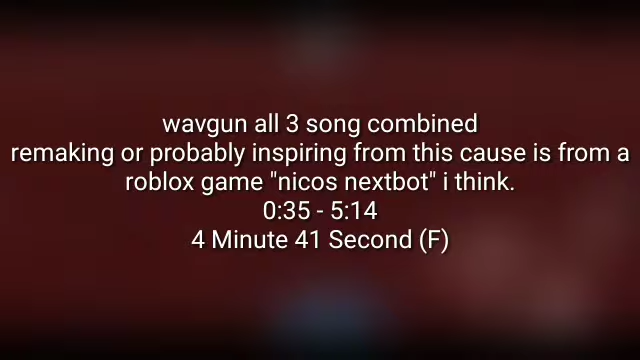 wavgun all 3 song combined
remaking or probably inspiring from this cause is from a
roblox game "nicos nextbot" i think.
0:35 - 5:14
4 Minute 41 Second (F)